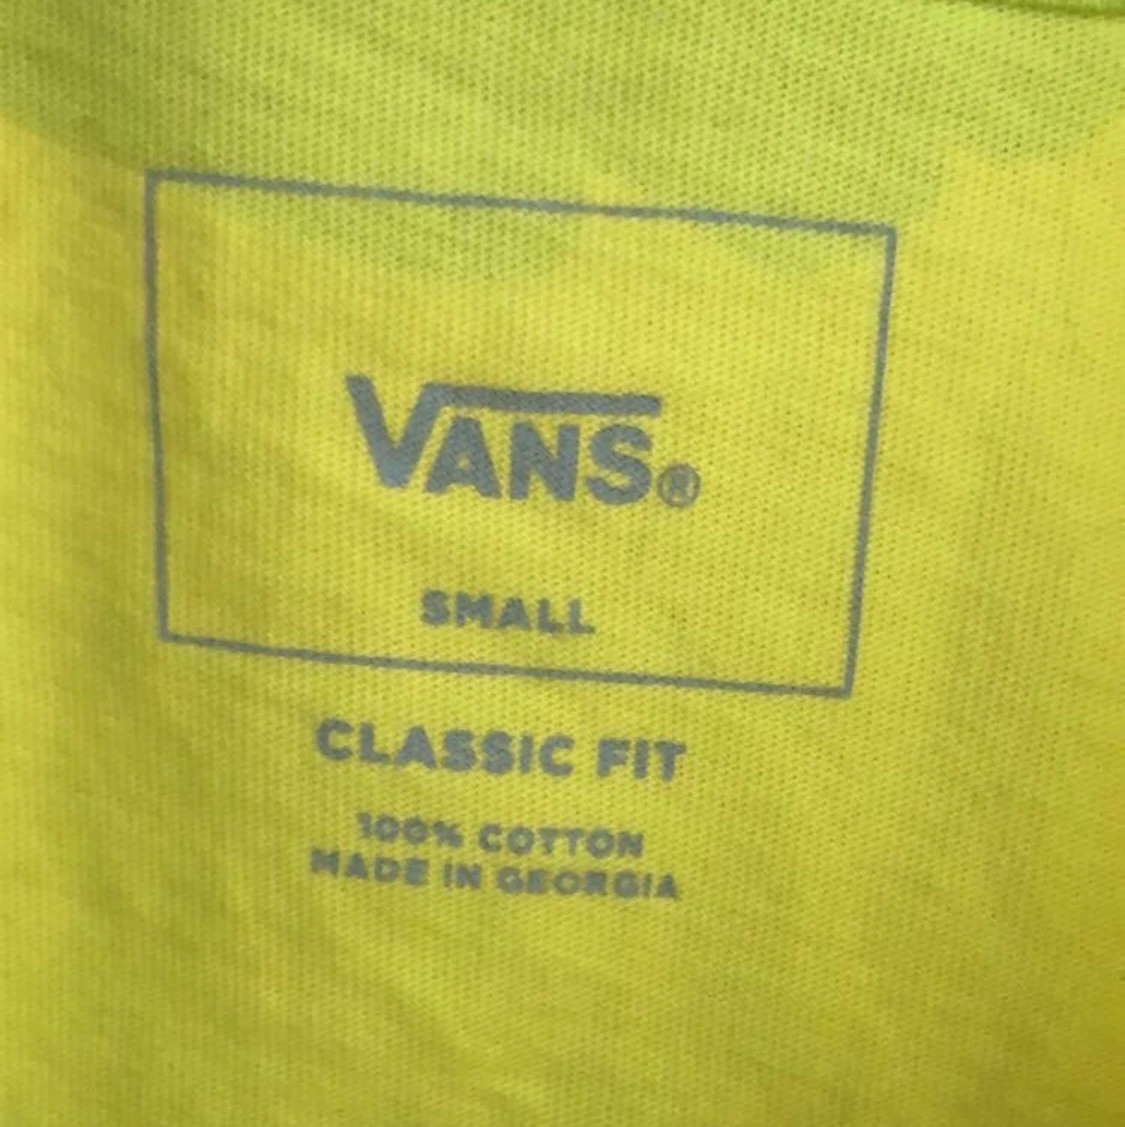 VANS®
SMALL
CLASSIC FIT
100% COTTON
MADE IN GEORGIA